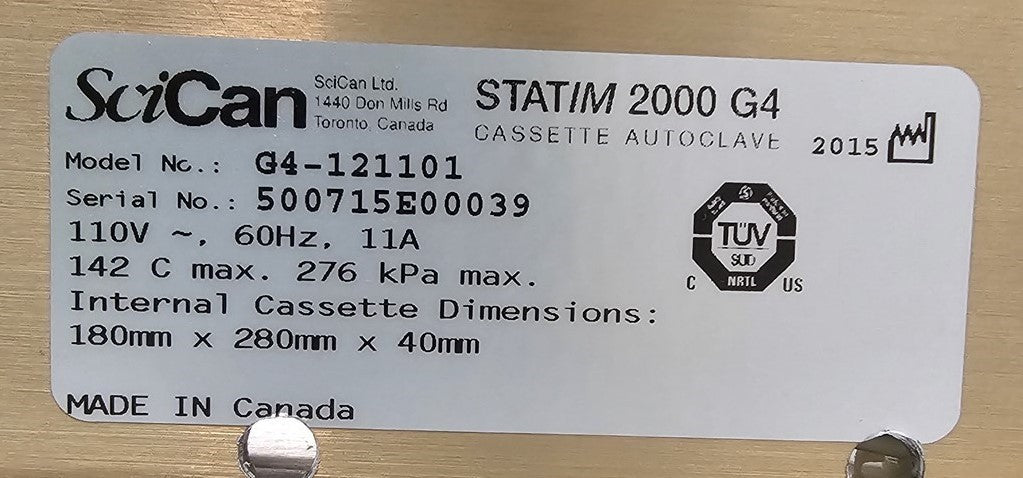 SciCan
SciCan Ltd.
1440 Don Mills Rd
Toronto, Canada
STATIM 2000 G4
CASSETTE AUTOCLAVE
2015
Model No.: G4-121101
Serial No.: 500715E00039
110V ~, 60Hz, 11A
142 C max. 276 kPa max.
Internal Cassette Dimensions:
180mm x 280mm x 40mm
MADE IN Canada
TÜV
SÜD
C NRTL US